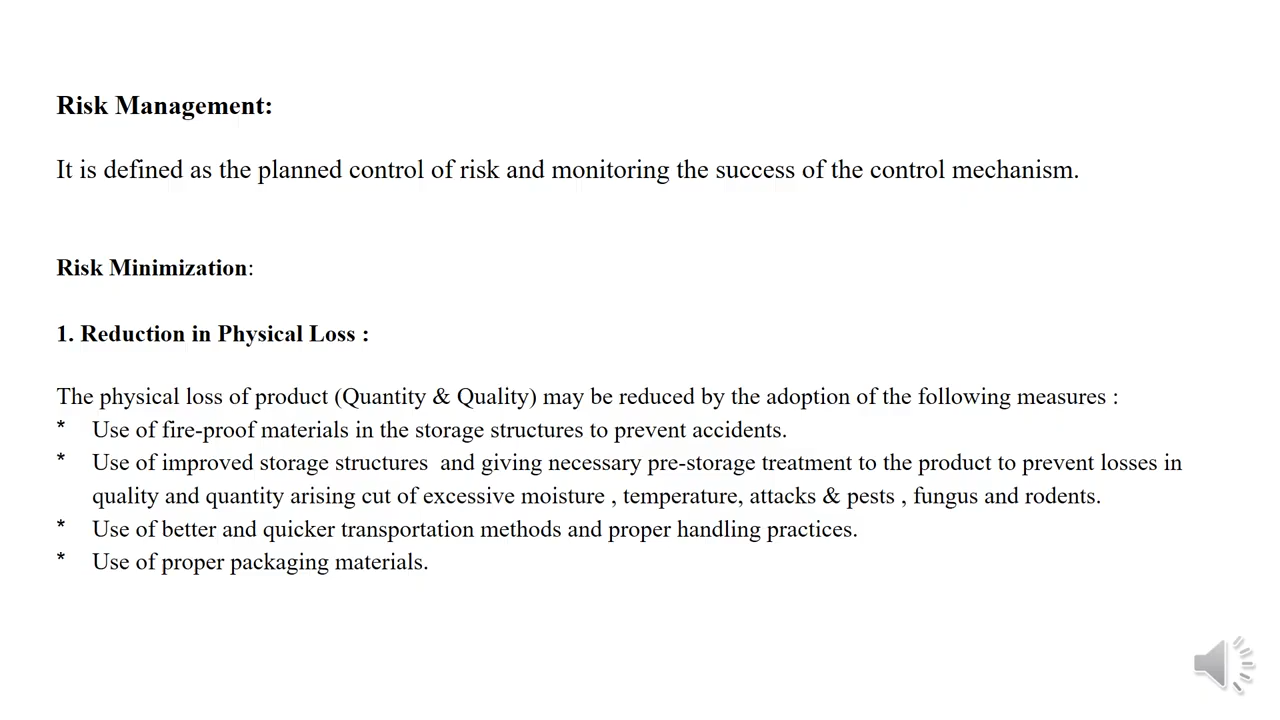 Risk Management:
It is defined as the planned control of risk and monitoring the success of the control mechanism.
Risk Minimization:
1. Reduction in Physical Loss :
The physical loss of product (Quantity & Quality) may be reduced by the adoption of the following measures :
* Use of fire-proof materials in the storage structures to prevent accidents.
* Use of improved storage structures  and giving necessary pre-storage treatment to the product to prevent losses in
quality and quantity arising cut of excessive moisture , temperature, attacks & pests , fungus and rodents.
* Use of better and quicker transportation methods and proper handling practices.
* Use of proper packaging materials.